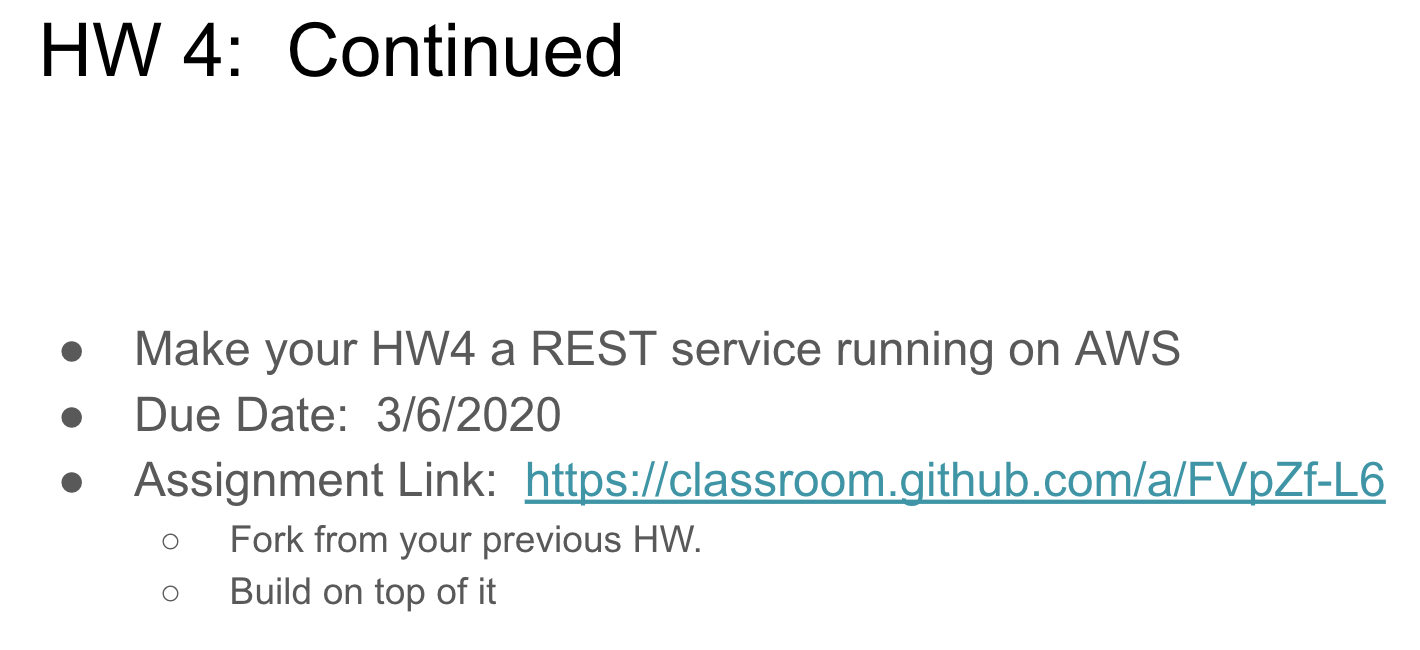 HW 4:  Continued
● Make your HW4 a REST service running on AWS
● Due Date:  3/6/2020
● Assignment Link:  https://classroom.github.com/a/FVpZf-L6
○ Fork from your previous HW.
○ Build on top of it